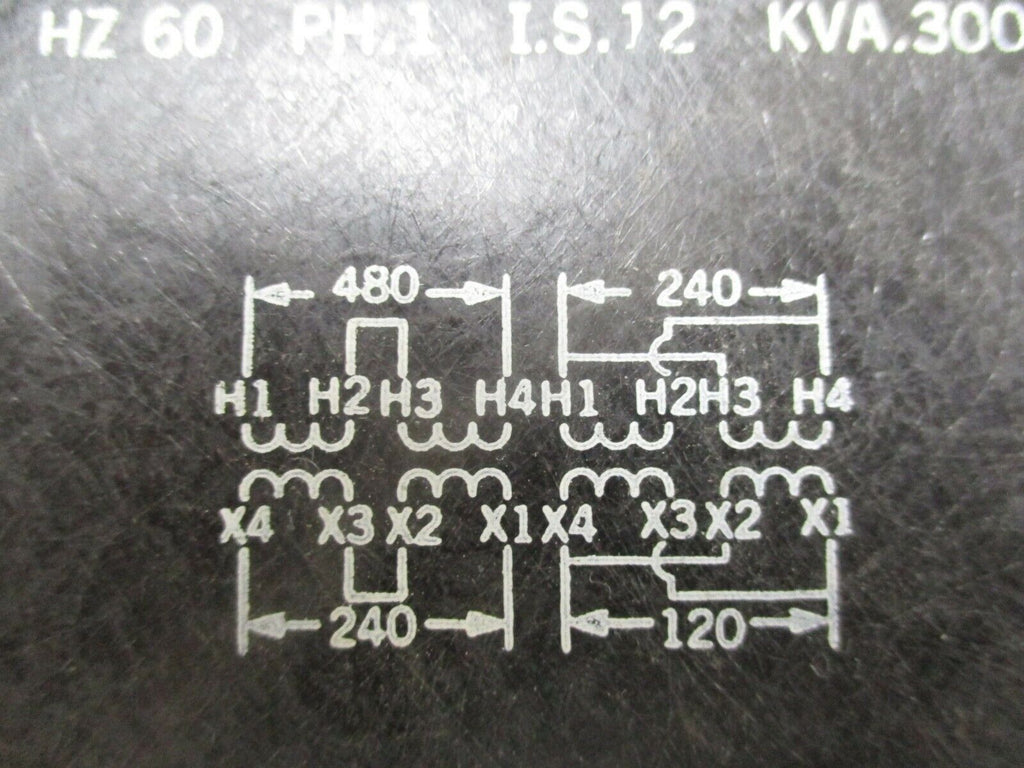 HZ 60 PH.1 I.S.12 KVA.300
480 240
H1 H2 H3 H4 H1 H2 H3 H4
X4 X3 X2 X1 X4 X3 X2 X1
240 120